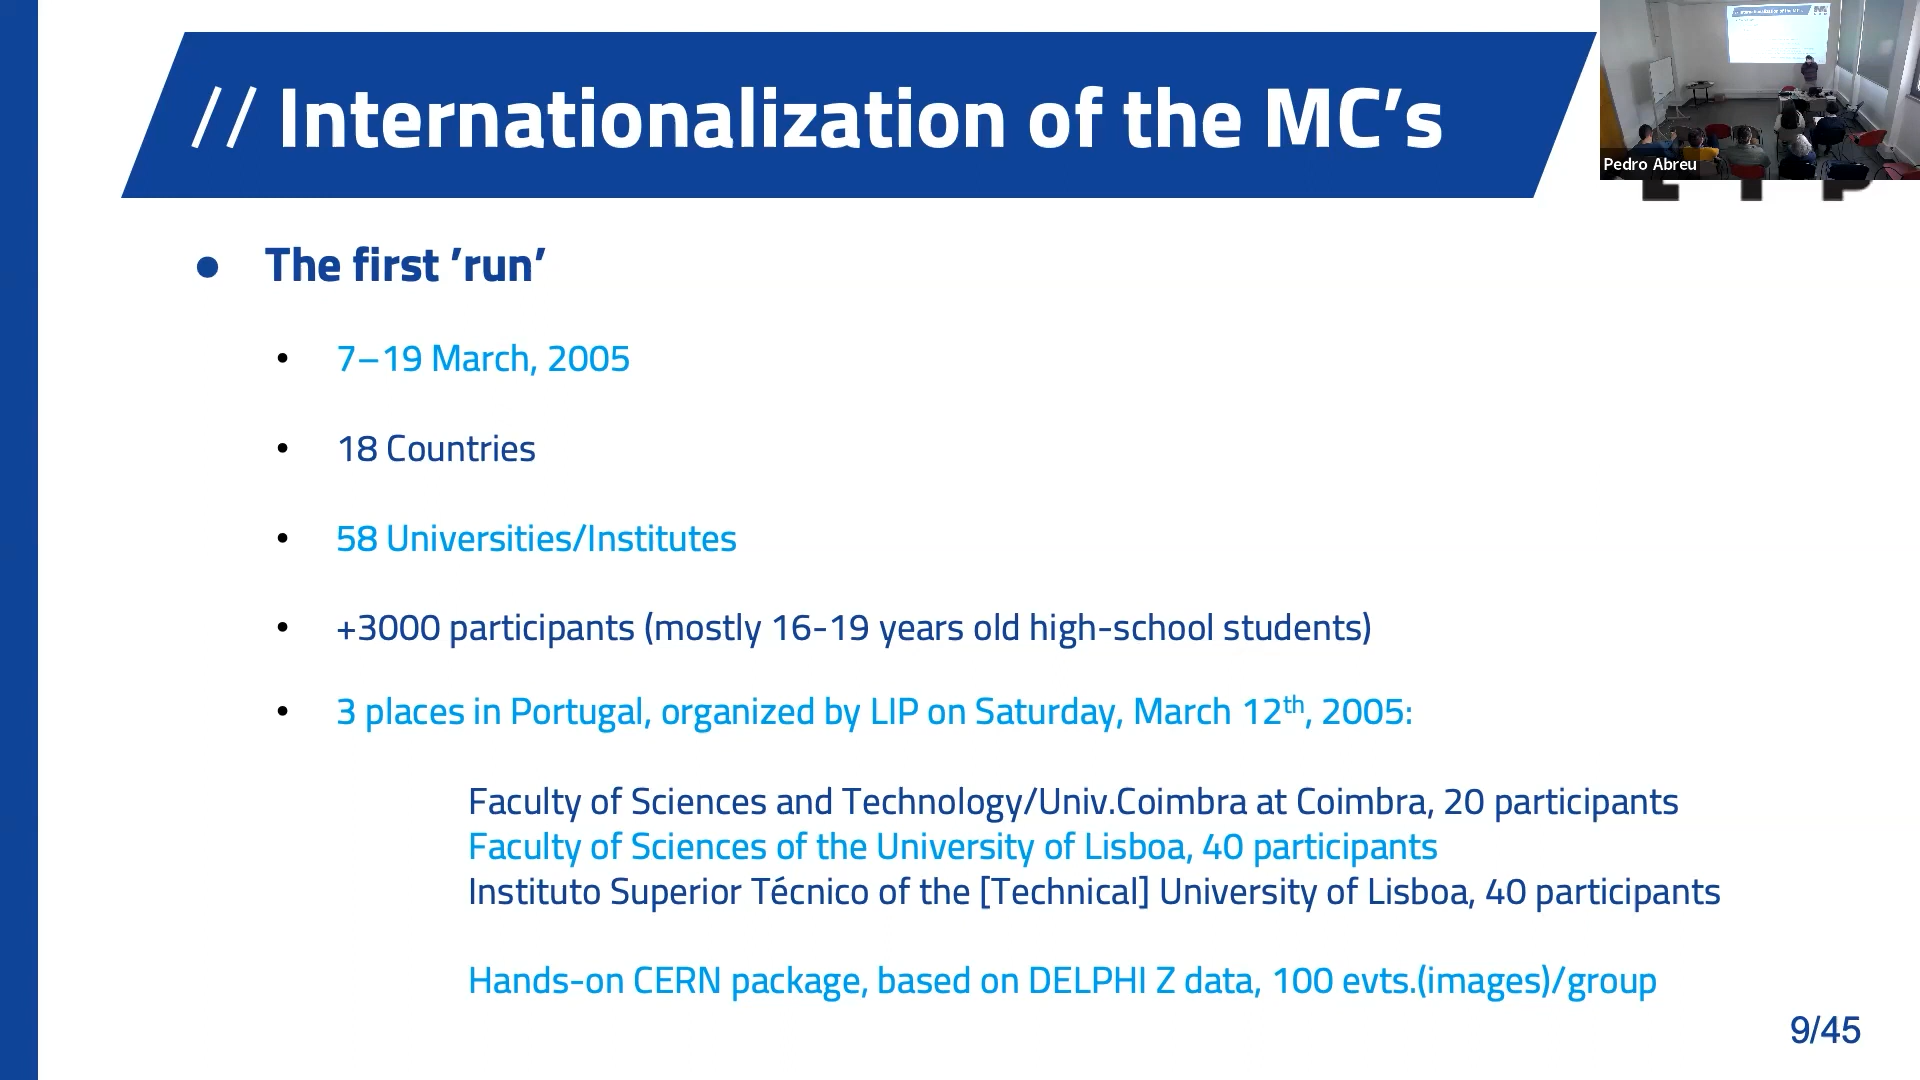 // Internationalization of the MC’s
Pedro Abreu
● The first ’run’
• 7–19 March, 2005
• 18 Countries
• 58 Universities/Institutes
• +3000 participants (mostly 16-19 years old high-school students)
• 3 places in Portugal, organized by LIP on Saturday, March 12th, 2005:
Faculty of Sciences and Technology/Univ.Coimbra at Coimbra, 20 participants
Faculty of Sciences of the University of Lisboa, 40 participants
Instituto Superior Técnico of the [Technical] University of Lisboa, 40 participants
Hands-on CERN package, based on DELPHI Z data, 100 evts.(images)/group
9/45